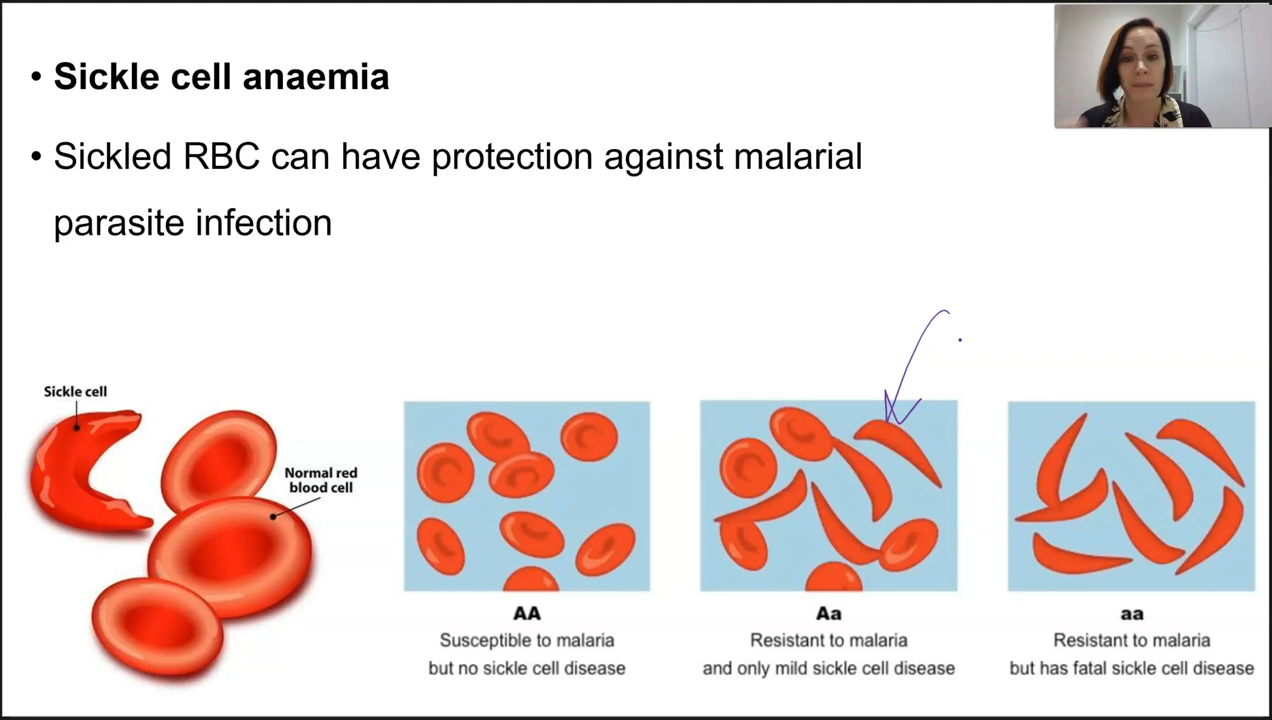 • Sickle cell anaemia
• Sickled RBC can have protection against malarial
parasite infection
Sickle cell
Normal red
blood cell
AA
Susceptible to malaria
but no sickle cell disease
Aa
Resistant to malaria
and only mild sickle cell disease
aa
Resistant to malaria
but has fatal sickle cell disease